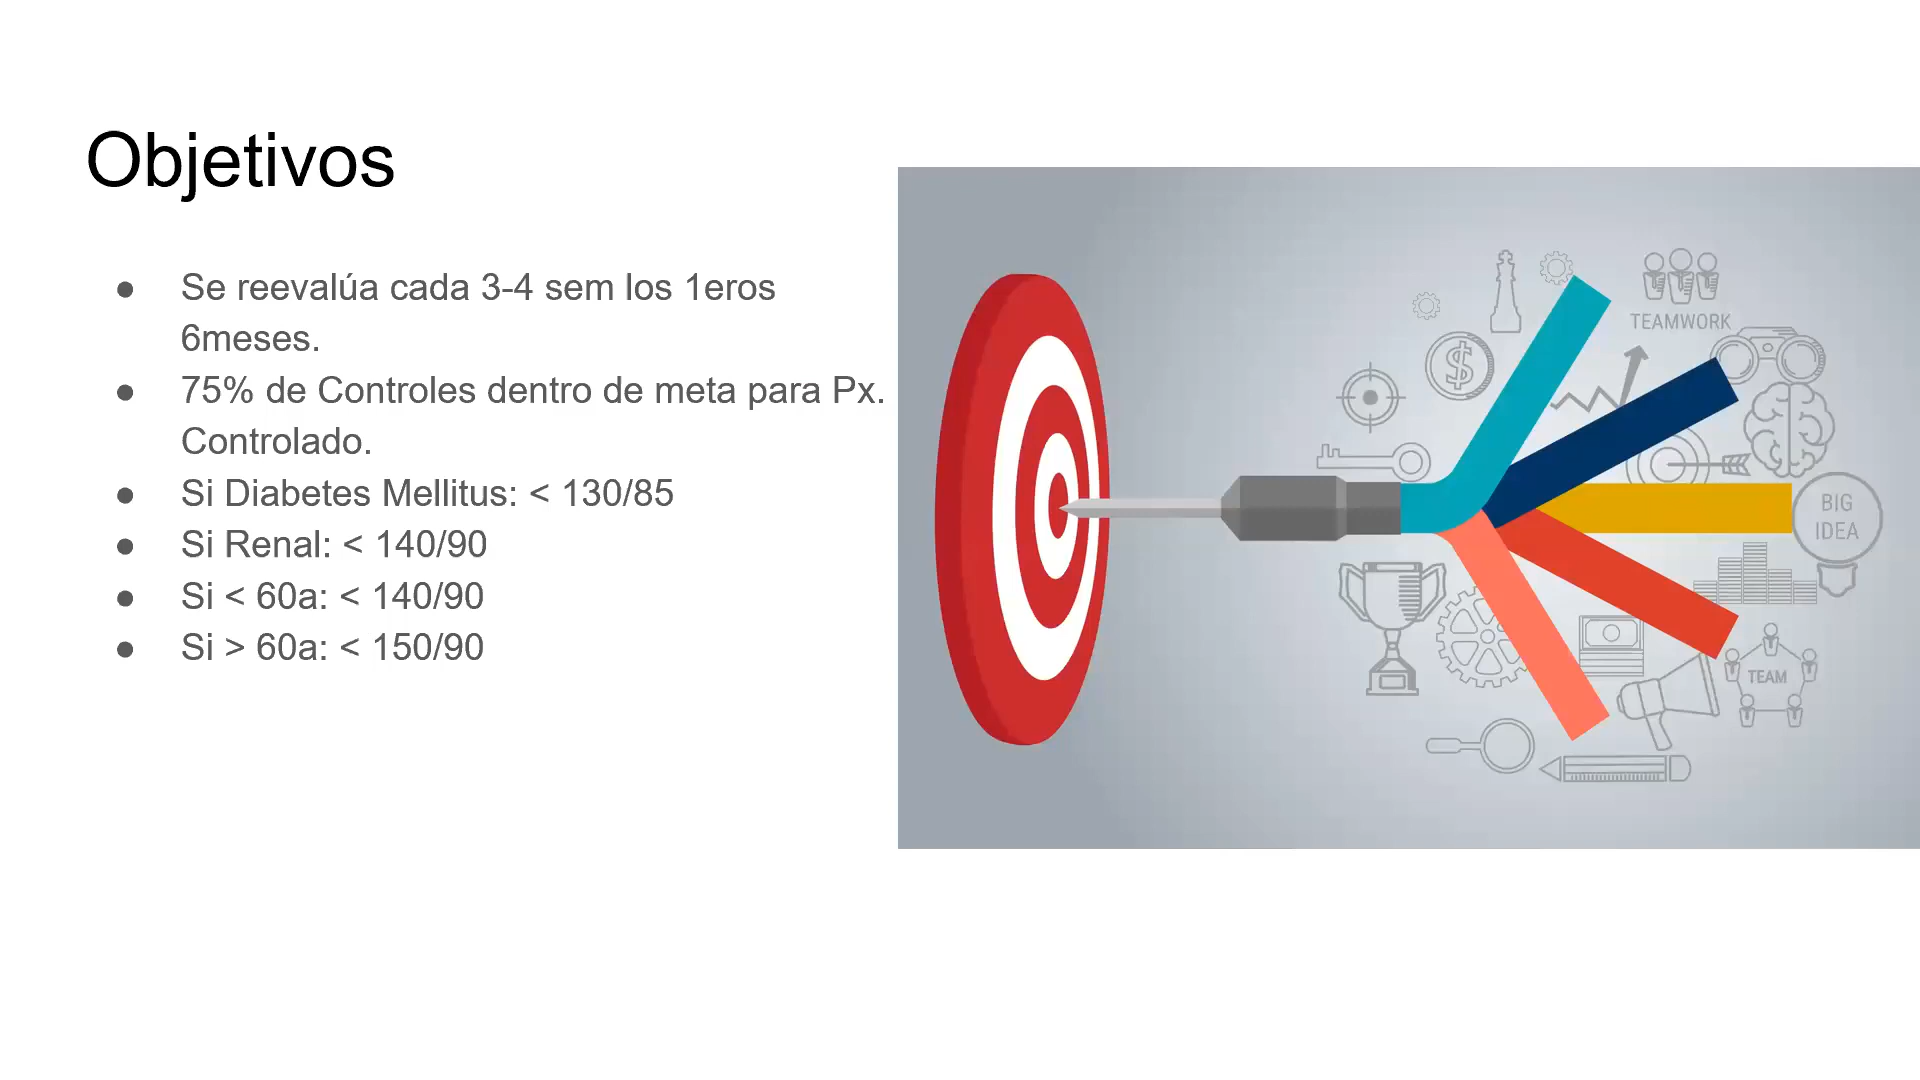 Objetivos
● Se reevalúa cada 3-4 sem los 1eros
6meses.
● 75% de Controles dentro de meta para Px.
Controlado.
● Si Diabetes Mellitus: < 130/85
● Si Renal: < 140/90
● Si < 60a: < 140/90
● Si > 60a: < 150/90
TEAMWORK
$
BIG
IDEA
TEAM